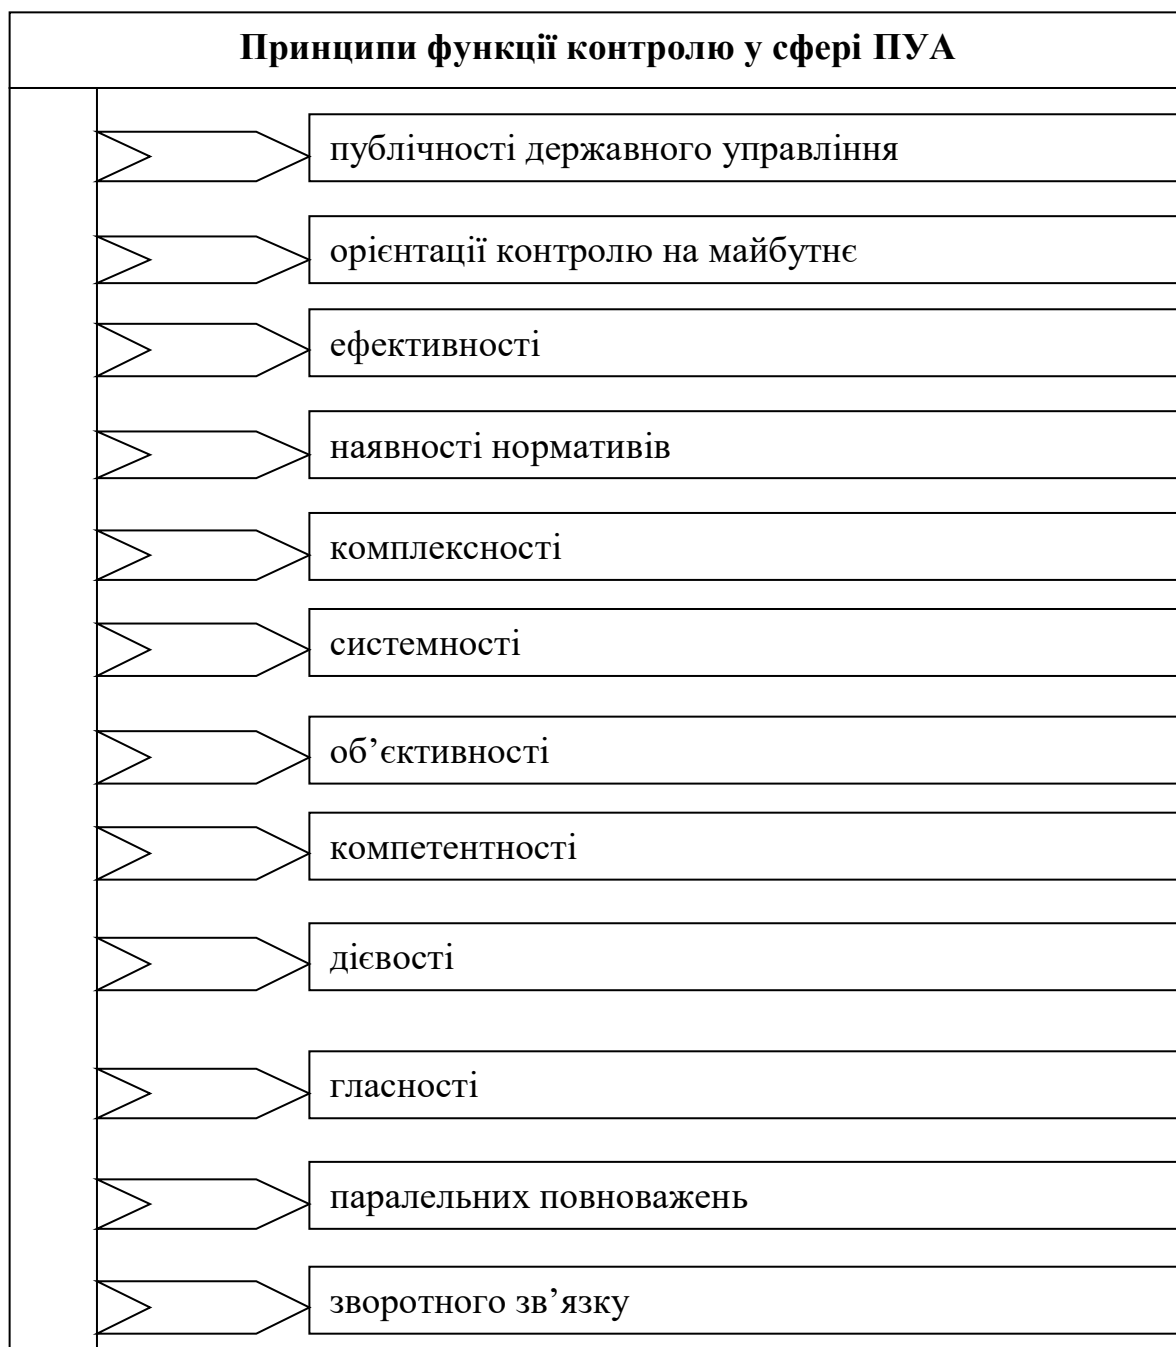 Принципи функції контролю у сфері ПУА
публічності державного управління
орієнтації контролю на майбутнє
ефективності
наявності нормативів
комплексності
системності
об’єктивності
компетентності
дієвості
гласності
паралельних повноважень
зворотного зв’язку